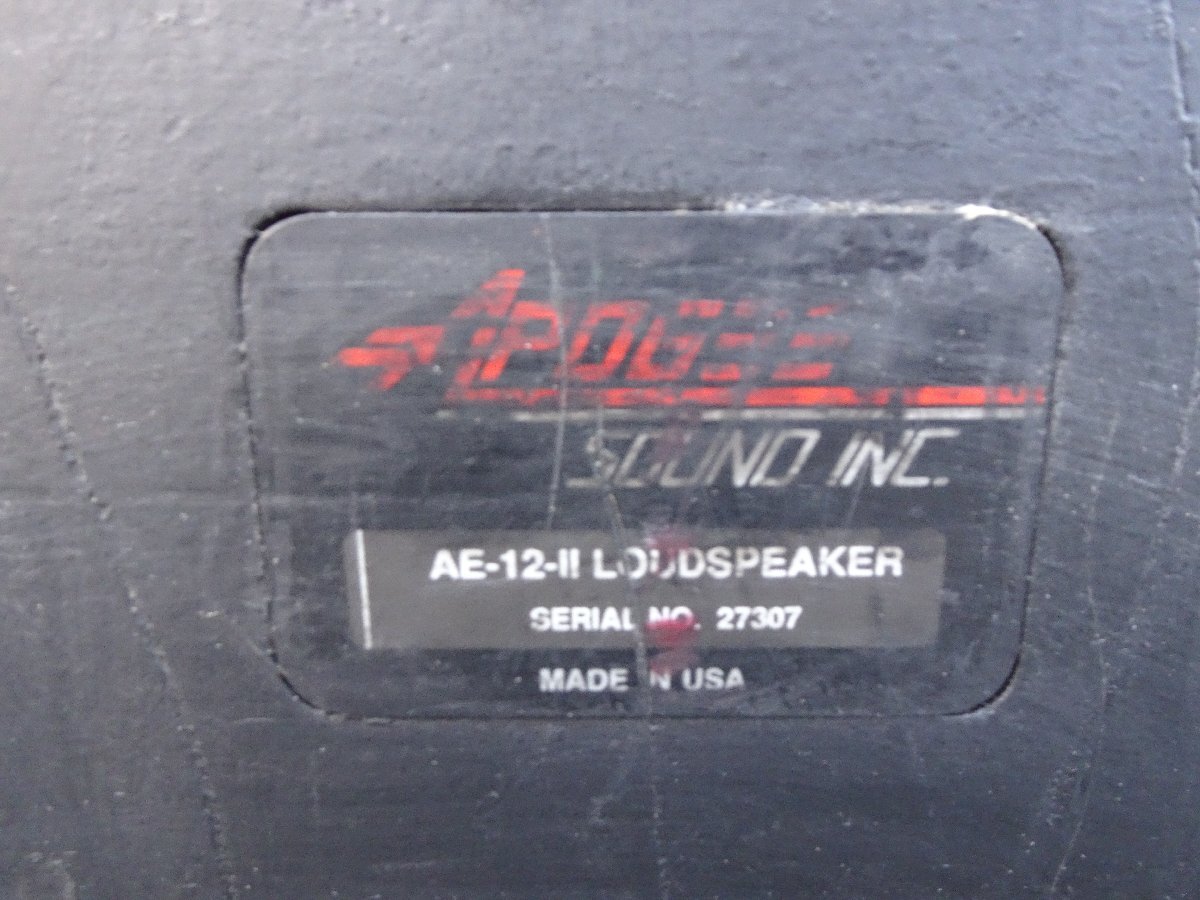 APOGEE
SOUND INC.
AE-12-II LOUDSPEAKER
SERIAL NO. 27307
MADE IN USA